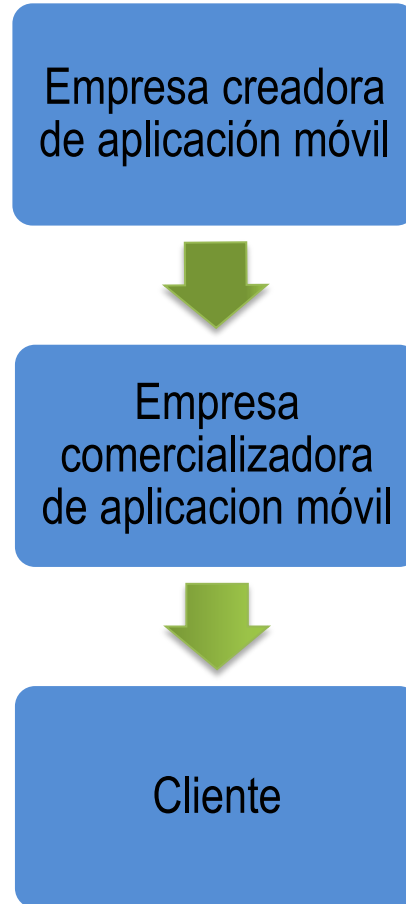 Empresa creadora
de aplicación móvil
Empresa
comercializadora
de aplicacion móvil
Cliente